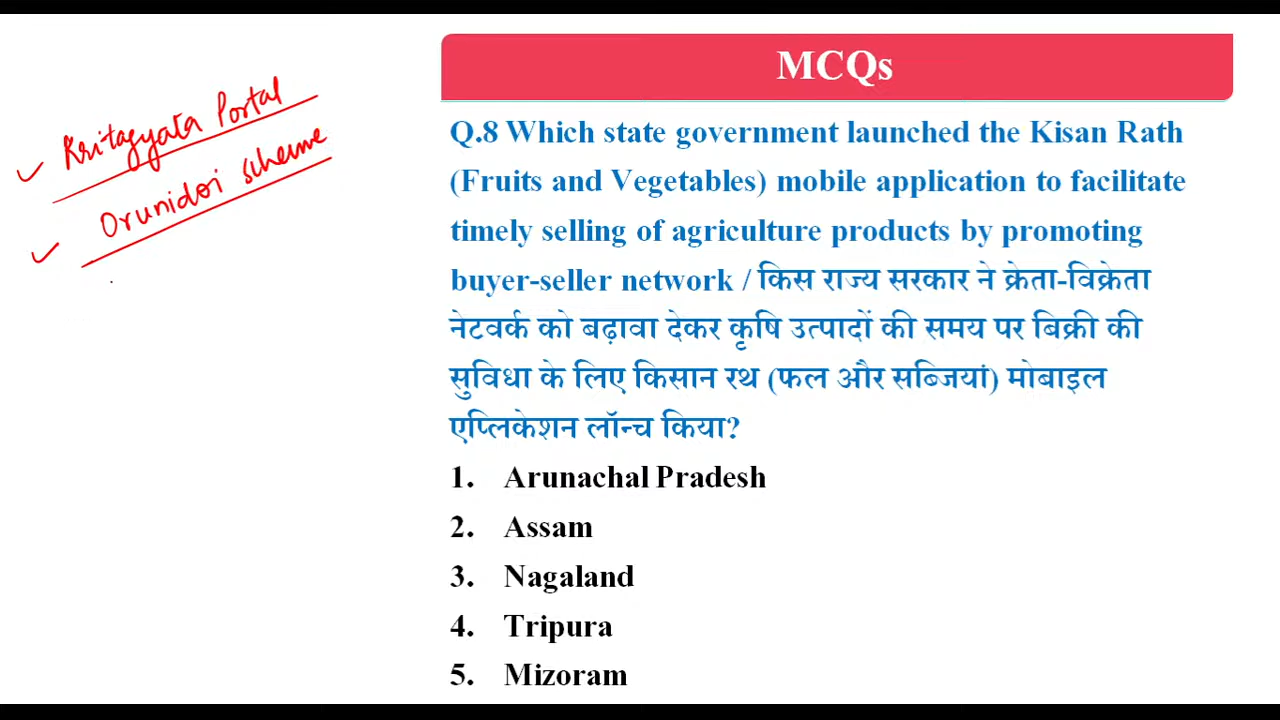 Kritagyata Portal
Orunidoi scheme
MCQs
Q.8 Which state government launched the Kisan Rath
(Fruits and Vegetables) mobile application to facilitate
timely selling of agriculture products by promoting
buyer-seller network / किस राज्य सरकार ने क्रेता-विक्रेता
नेटवर्क को बढ़ावा देकर कृषि उत्पादों की समय पर बिक्री की
सुविधा के लिए किसान रथ (फल और सब्जियां) मोबाइल
एप्लिकेशन लॉन्च किया?
1. Arunachal Pradesh
2. Assam
3. Nagaland
4. Tripura
5. Mizoram